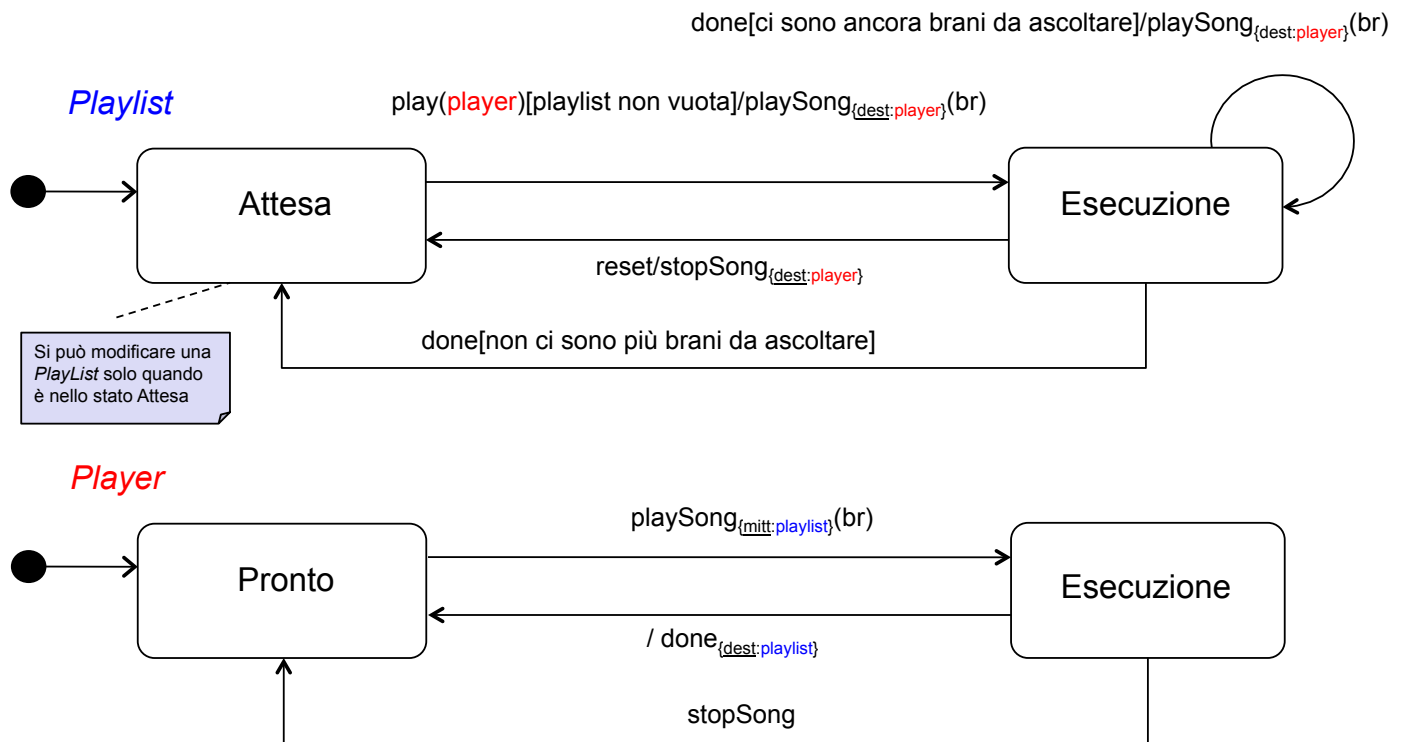 done[ci sono ancora brani da ascoltare]/playSong{dest:player}(br)
Playlist
play(player)[playlist non vuota]/playSong{dest:player}(br)
Attesa
Esecuzione
reset/stopSong{dest:player}
done[non ci sono più brani da ascoltare]
Si può modificare una
PlayList solo quando
è nello stato Attesa
Player
playSong{mitt:playlist}(br)
Pronto
Esecuzione
/ done{dest:playlist}
stopSong